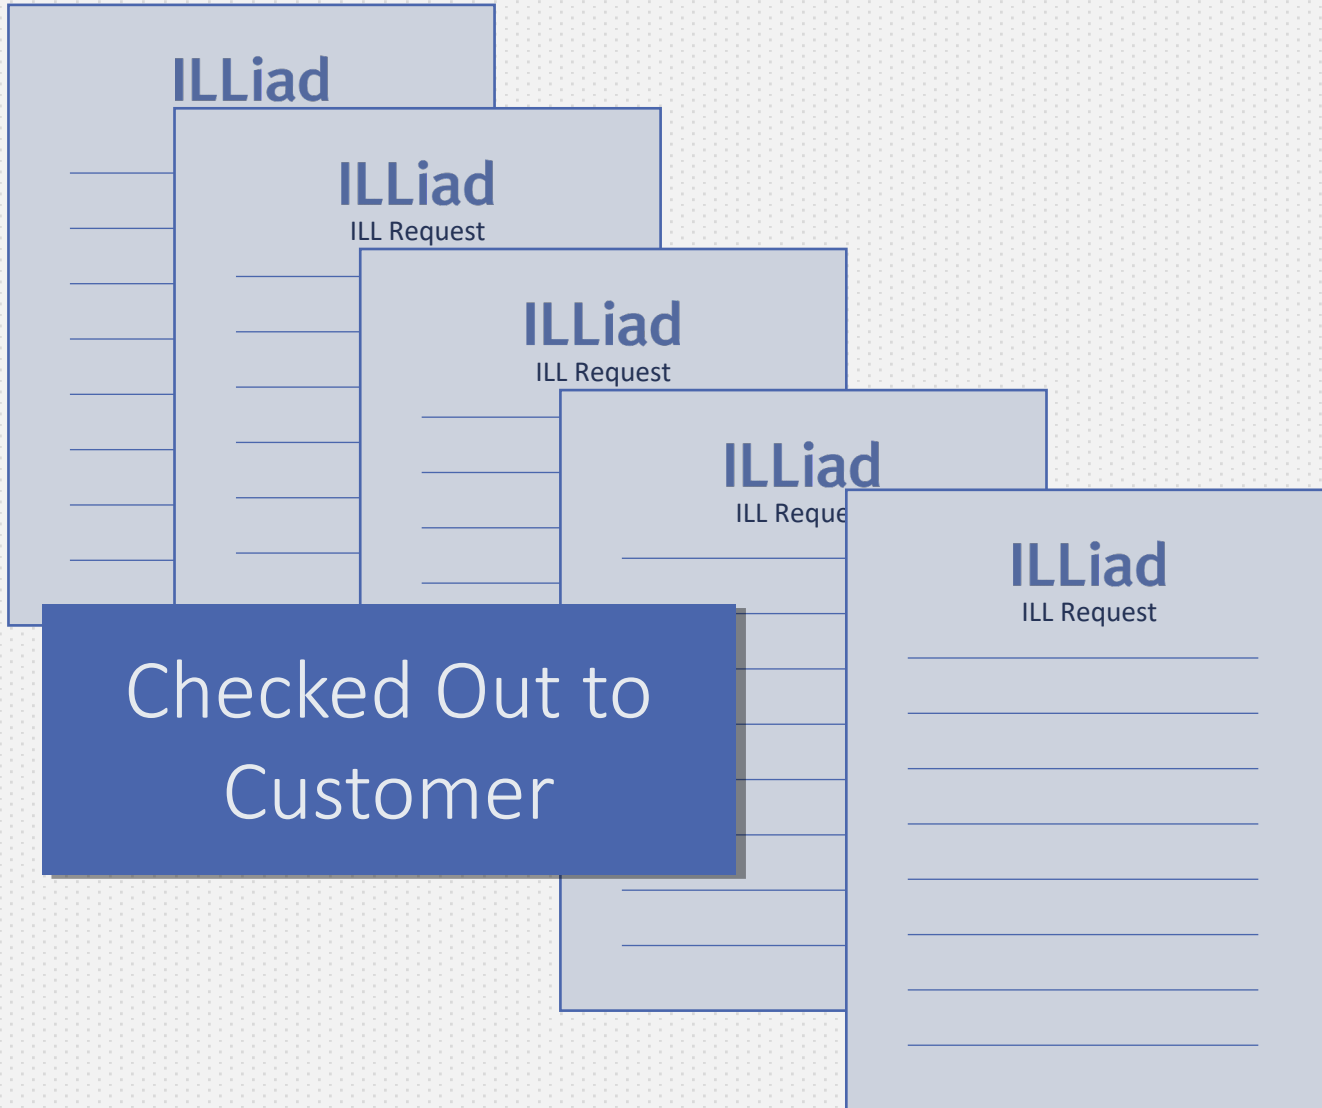 ILLiad
ILLiad
ILL Request
ILLiad
ILL Request
ILLiad
ILL Reque
ILLiad
ILL Request
Checked Out to
Customer